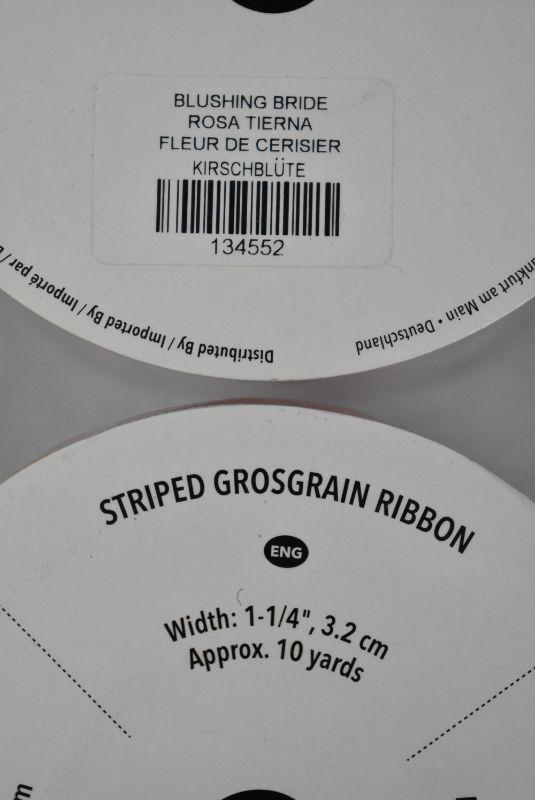 BLUSHING BRIDE
ROSA TIERNA
FLEUR DE CERISIER
KIRSCHBLÜTE
134552
Distributed By / Imported By / Importé par /
am Main • Deutschland
STRIPED GROSGRAIN RIBBON
ENG
Width: 1-1/4", 3.2 cm
Approx. 10 yards